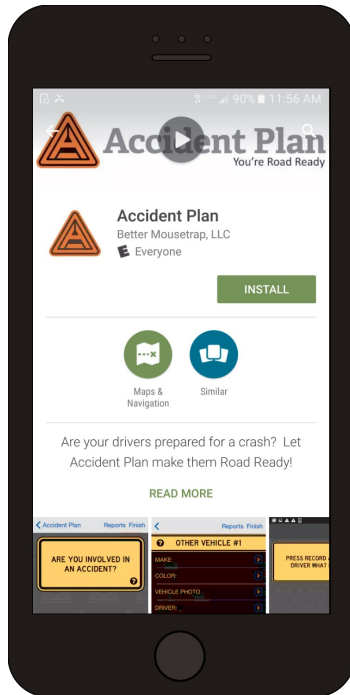 90% 11:56 AM
Accident Plan
You're Road Ready
Accident Plan
Better Mousetrap, LLC
E Everyone
INSTALL
Maps &
Navigation
Similar
Are your drivers prepared for a crash? Let
Accident Plan make them Road Ready!
READ MORE
Accident Plan Reports Finish
ARE YOU INVOLVED IN
AN ACCIDENT?
?
Reports Finish
? OTHER VEHICLE #1
MAKE:
COLOR:
VEHICLE PHOTO
DRIVER:
PRESS RECORD
DRIVER WHAT